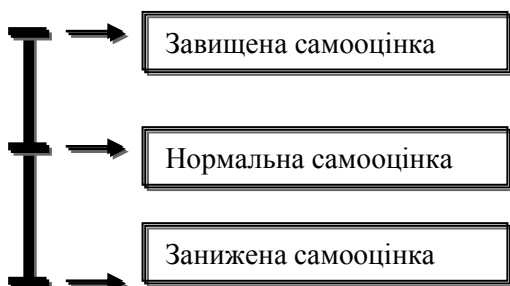 Завищена самооцінка
Нормальна самооцінка
Занижена самооцінка